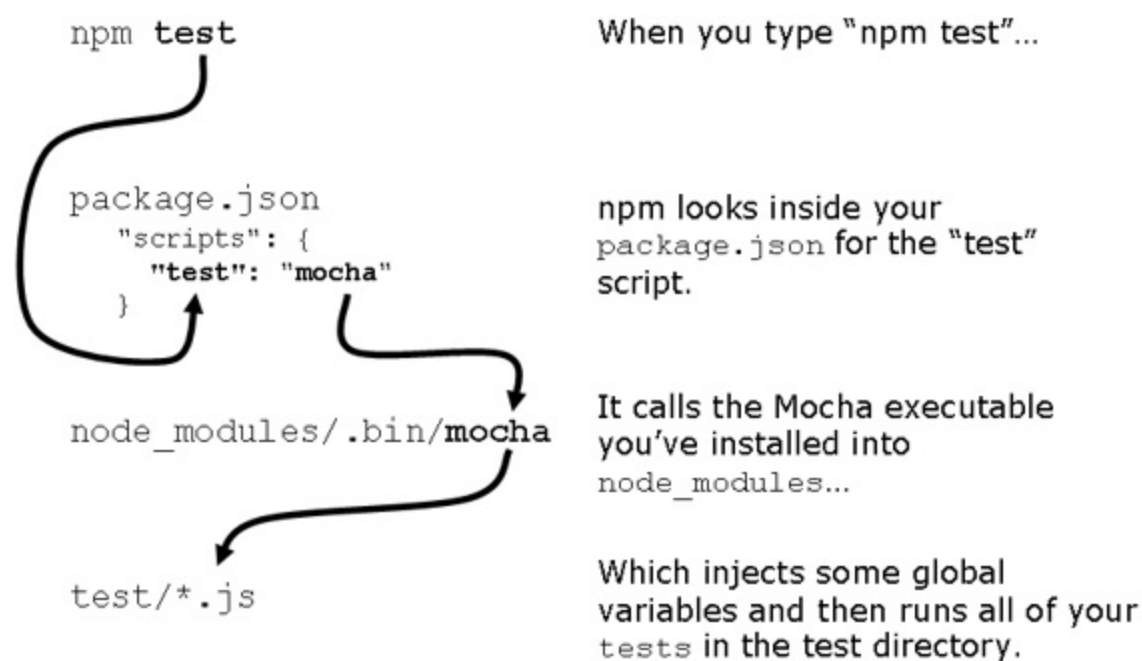 npm test
When you type “npm test”…
package.json
"scripts": {
"test": "mocha"
}
npm looks inside your
package.json for the “test”
script.
node_modules/.bin/mocha
It calls the Mocha executable
you’ve installed into
node_modules…
test/*.js
Which injects some global
variables and then runs all of your
tests in the test directory.